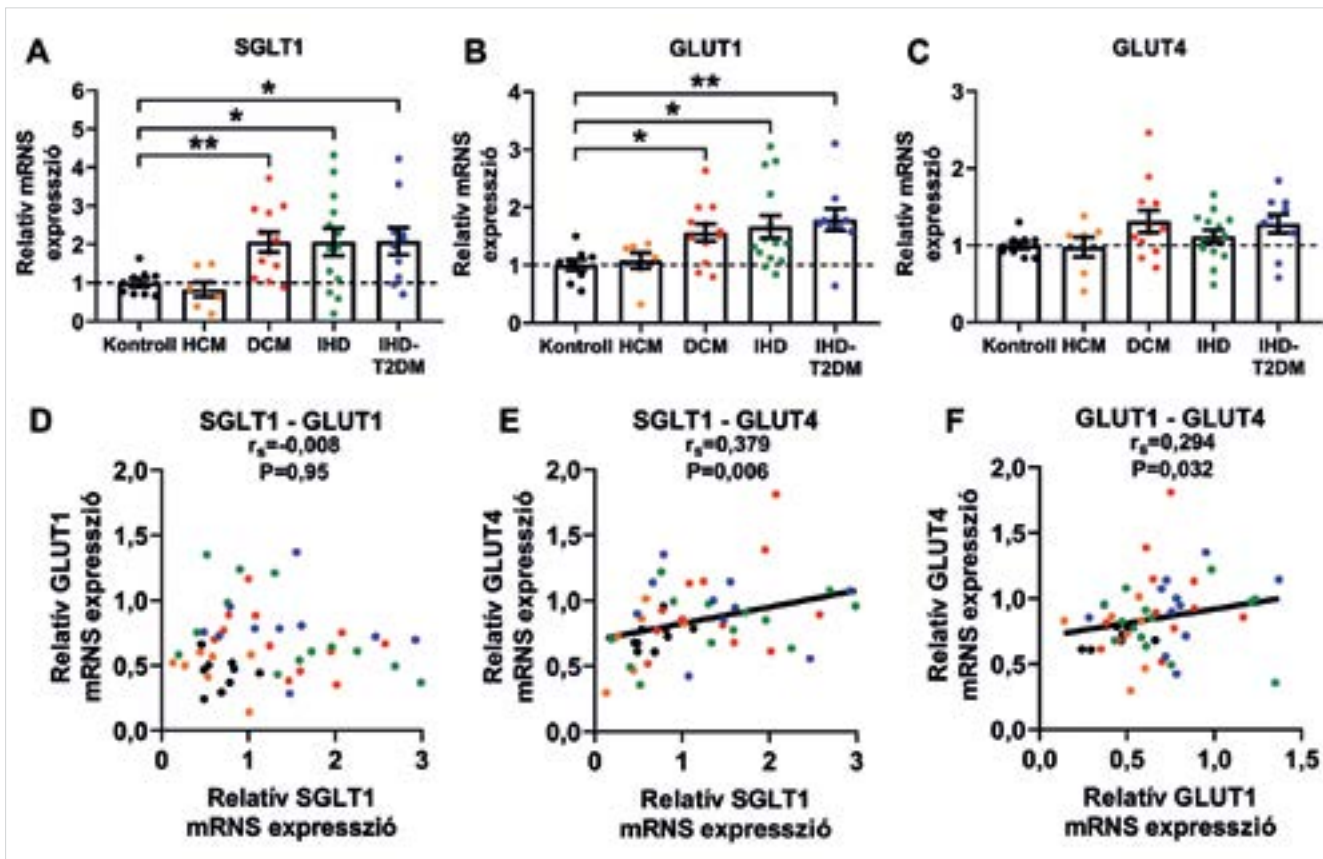 A
SGLT1
Relatív mRNS
expresszió
6
5
4
3
2
1
0
*
*
**
Kontroll
HCM
DCM
IHD
IHD-
T2DM
B
GLUT1
Relatív mRNS
expresszió
4
3
2
1
0
**
*
*
Kontroll
HCM
DCM
IHD
IHD-
T2DM
C
GLUT4
Relatív mRNS
expresszió
3
2
1
0
Kontroll
HCM
DCM
IHD
IHD-
T2DM
D
SGLT1 - GLUT1
rs=-0,008
P=0,95
Relatív GLUT1
mRNS expresszió
2,0
1,5
1,0
0,5
0,0
0
1
2
3
Relatív SGLT1
mRNS expresszió
E
SGLT1 - GLUT4
rs=0,379
P=0,006
Relatív GLUT4
mRNS expresszió
2,0
1,5
1,0
0,5
0,0
0
1
2
3
Relatív SGLT1
mRNS expresszió
F
GLUT1 - GLUT4
rs=0,294
P=0,032
Relatív GLUT4
mRNS expresszió
2,0
1,5
1,0
0,5
0,0
0,0
0,5
1,0
1,5
Relatív GLUT1
mRNS expresszió